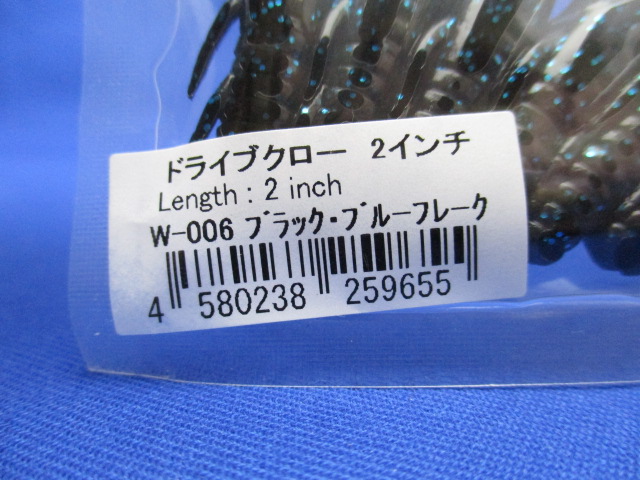 ドライブクロー 2インチ
Length : 2 inch
W-006 ブラック・ブルーフレーク
4 580238 259655